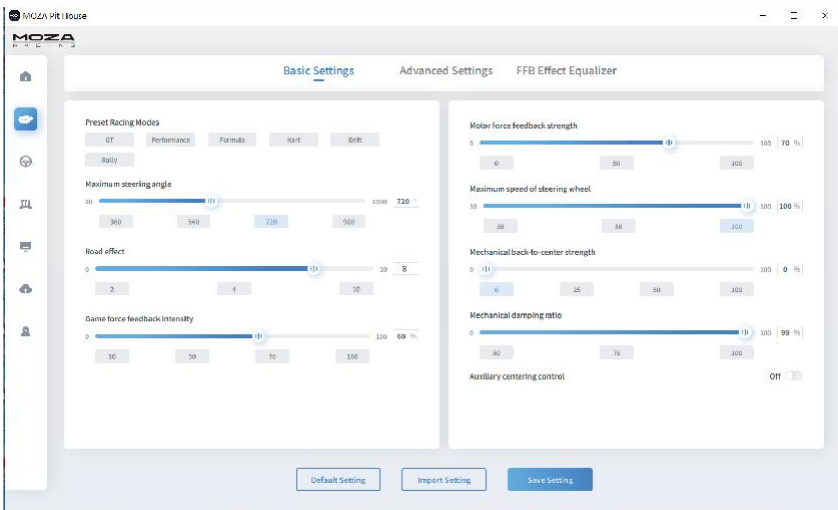 MOZA Pit House
MOZA
RACING
Basic Settings Advanced Settings FFB Effect Equalizer
Preset Racing Modes
GT Performance Formula Kart Drift
Rally
Maximum steering angle
90 2000 720 °
360 540 720 900
Road effect
0 10 8
2 4 10
Game force feedback intensity
0 100 60 %
30 50 70 100
Motor force feedback strength
0 100 70 %
0 50 100
Maximum speed of steering wheel
10 100 100 %
30 50 100
Mechanical back-to-center strength
0 100 0 %
0 25 50 100
Mechanical damping ratio
0 100 99 %
50 75 100
Auxiliary centering control Off
Default Setting Import Setting Save Setting